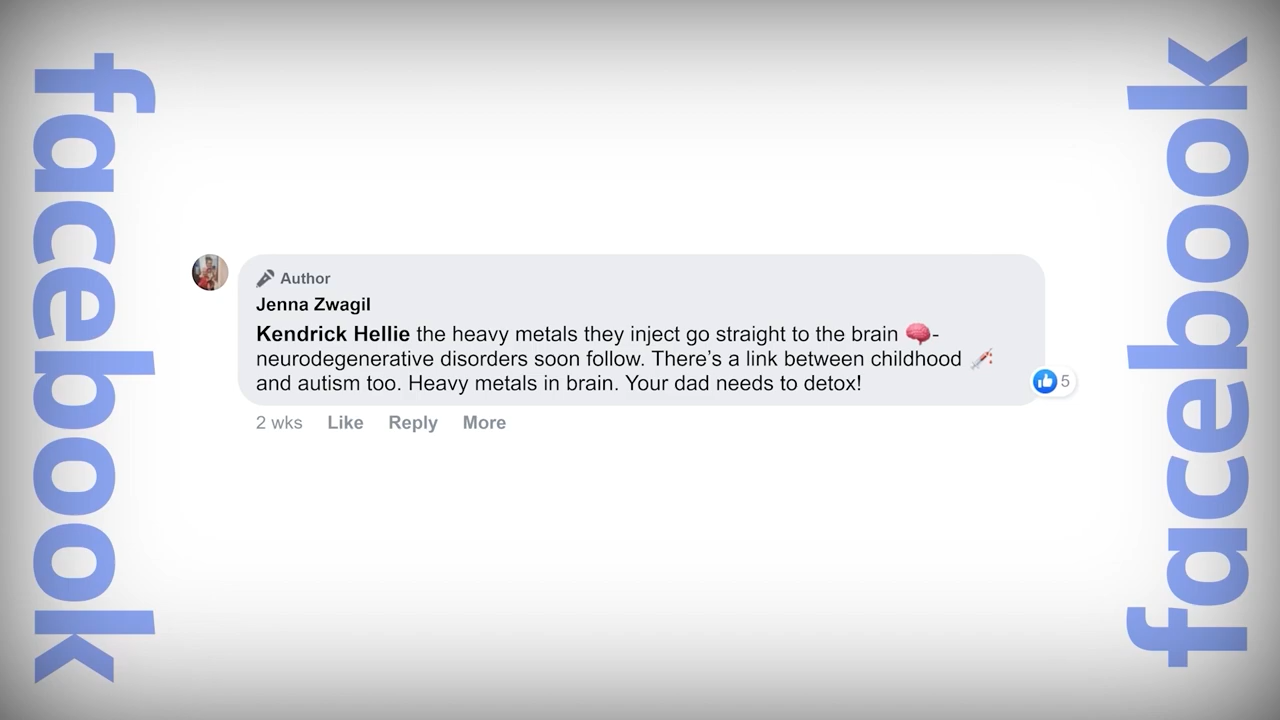 facebook
Author
Jenna Zwagil
Kendrick Hellie the heavy metals they inject go straight to the brain 🧠-
neurodegenerative disorders soon follow. There’s a link between childhood 💉
and autism too. Heavy metals in brain. Your dad needs to detox!
5
2 wks Like Reply More
facebook